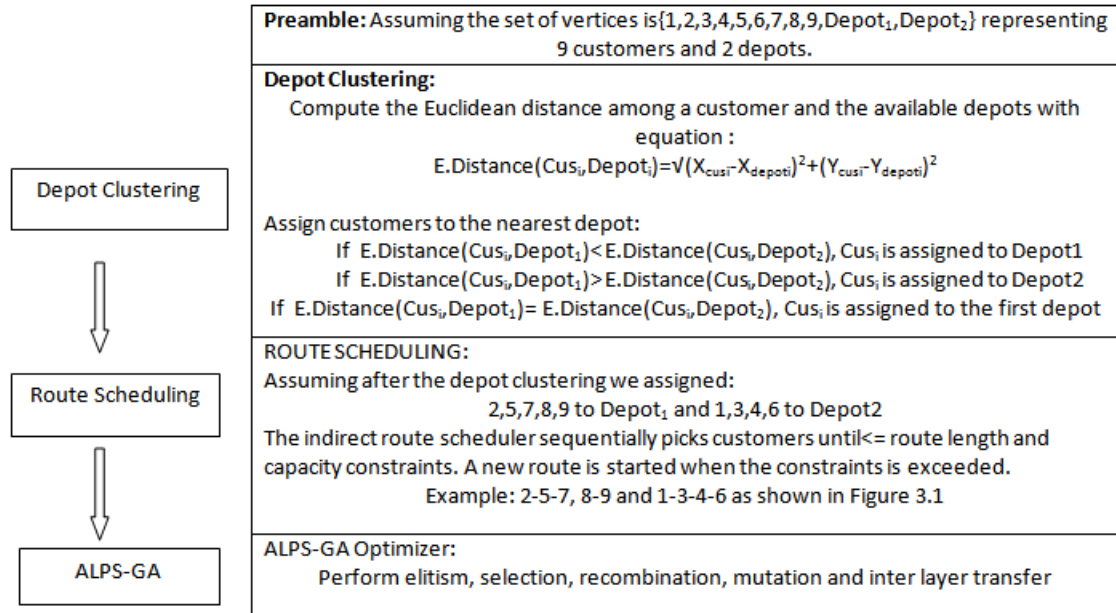 Preamble: Assuming the set of vertices is{1,2,3,4,5,6,7,8,9,Depot₁,Depot₂} representing
9 customers and 2 depots.
Depot Clustering:
Compute the Euclidean distance among a customer and the available depots with
equation :
E.Distance(Cusᵢ,Depotᵢ)=√(X_cusi-X_depoti)²+(Y_cusi-Y_depoti)²
Assign customers to the nearest depot:
If E.Distance(Cusᵢ,Depot₁)<E.Distance(Cusᵢ,Depot₂), Cusᵢ is assigned to Depot1
If E.Distance(Cusᵢ,Depot₁)>E.Distance(Cusᵢ,Depot₂), Cusᵢ is assigned to Depot2
If E.Distance(Cusᵢ,Depot₁)= E.Distance(Cusᵢ,Depot₂), Cusᵢ is assigned to the first depot
Depot Clustering
ROUTE SCHEDULING:
Assuming after the depot clustering we assigned:
2,5,7,8,9 to Depot₁ and 1,3,4,6 to Depot2
The indirect route scheduler sequentially picks customers until<= route length and
capacity constraints. A new route is started when the constraints is exceeded.
Example: 2-5-7, 8-9 and 1-3-4-6 as shown in Figure 3.1
Route Scheduling
ALPS-GA Optimizer:
Perform elitism, selection, recombination, mutation and inter layer transfer
ALPS-GA